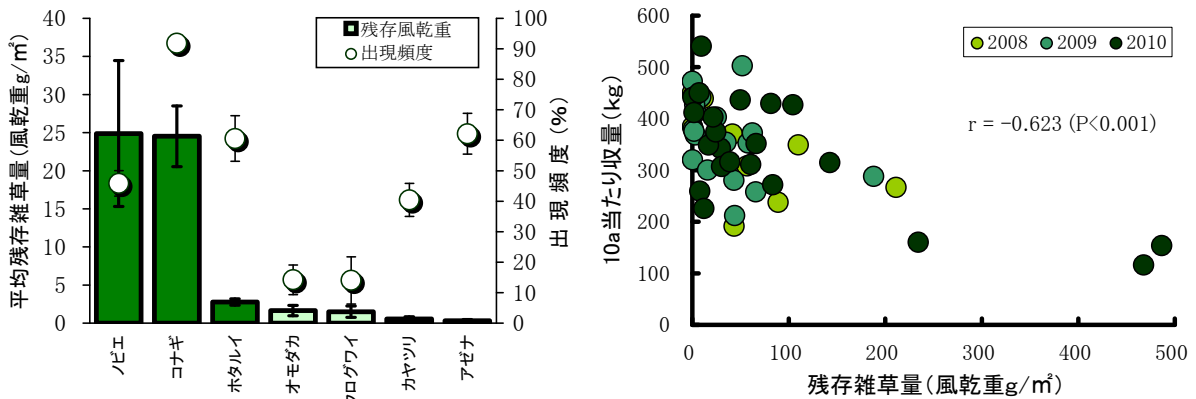 平均残存雑草量(風乾重g/㎡)
40
35
30
25
20
15
10
5
0
残存風乾重
出現頻度
100
90
80
70
60
50
40
30
20
10
0
出現頻度(%)
ノビエ
コナギ
ホタルイ
オモダカ
クログワイ
カヤツリ
アゼナ
10a当たり収量(kg)
600
500
400
300
200
100
0
2008 2009 2010
r = -0.623 (P<0.001)
0 100 200 300 400 500
残存雑草量(風乾重g/㎡)